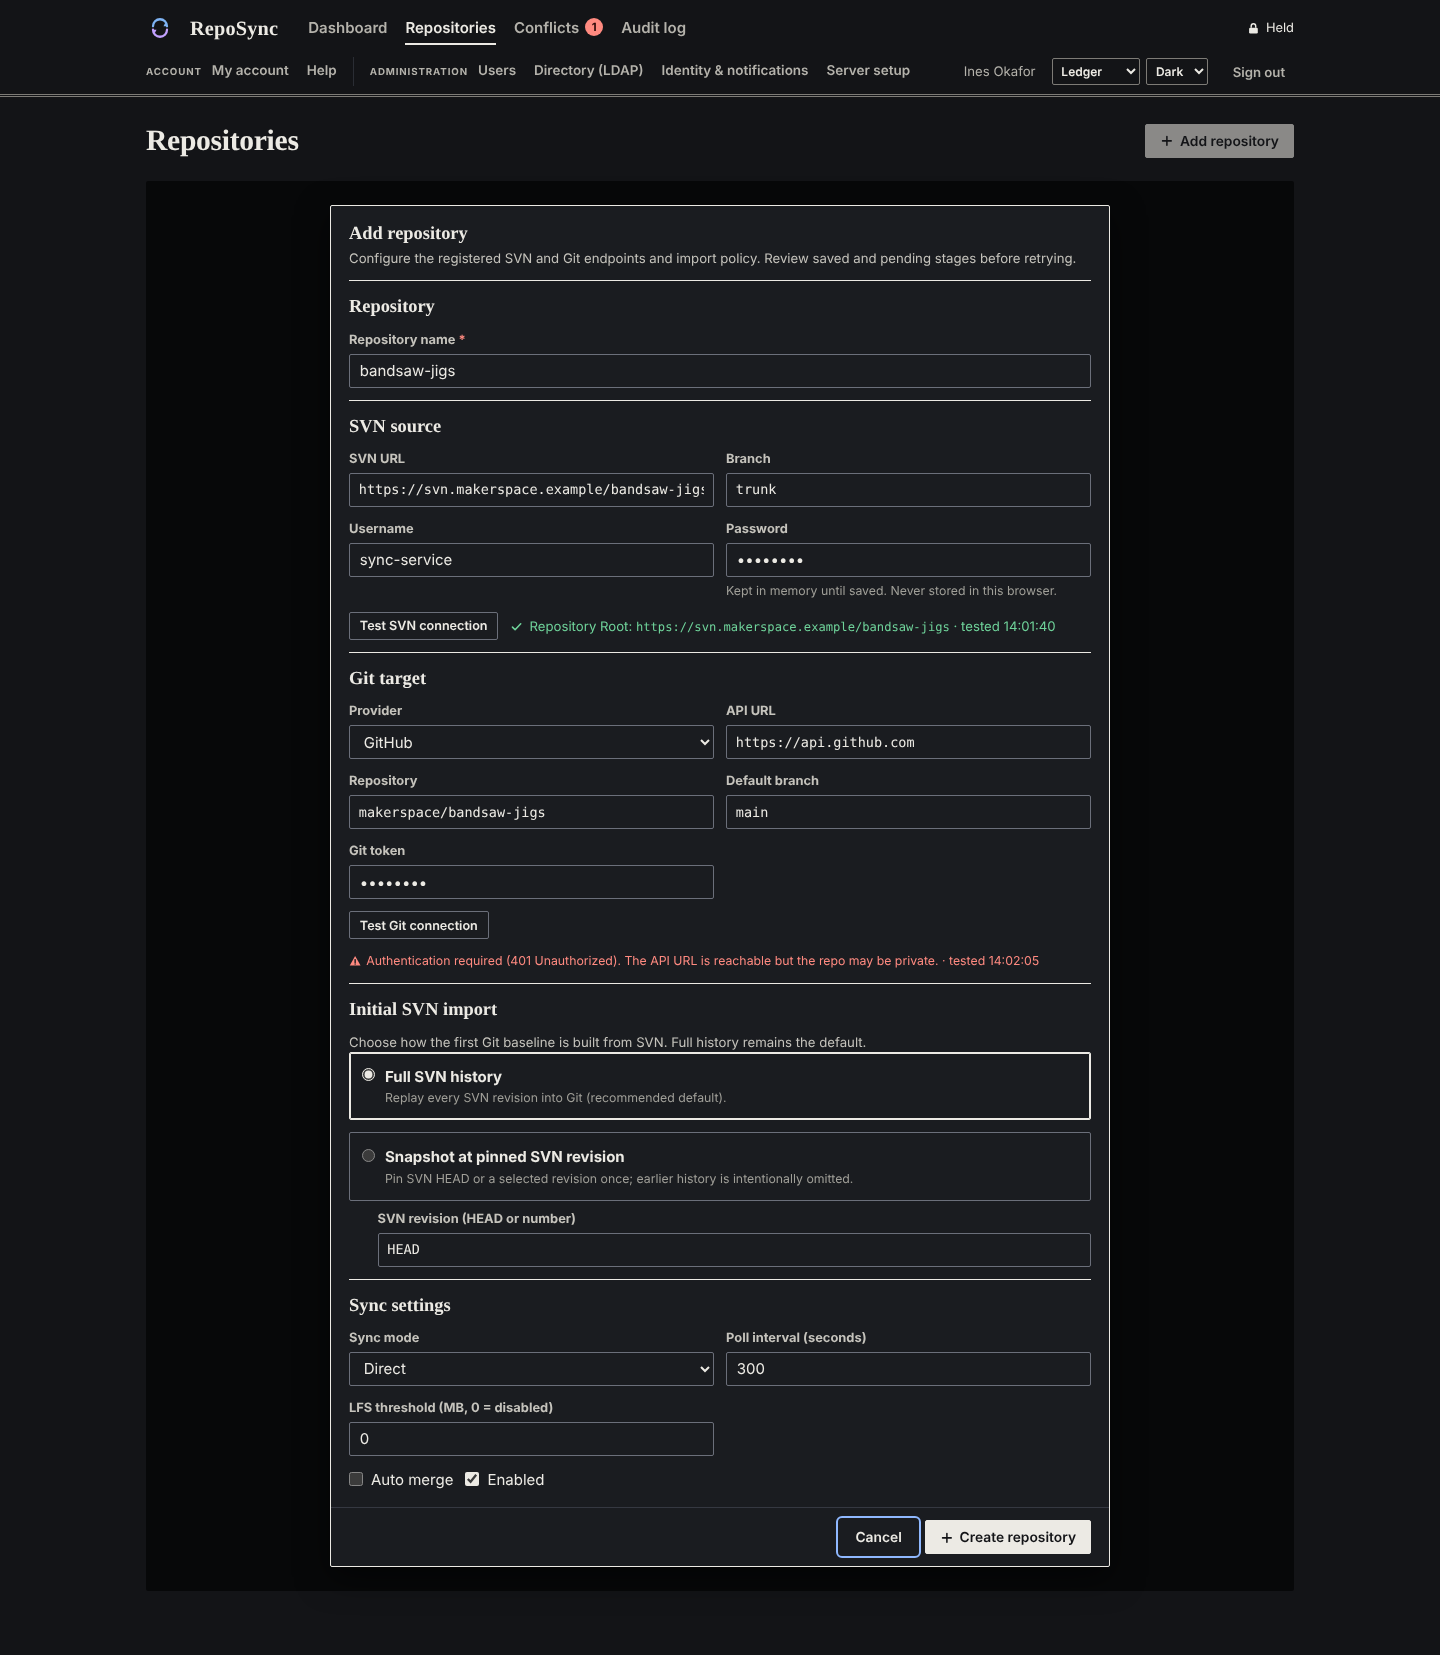 RepoSync Dashboard Repositories Conflicts 1 Audit log Held
ACCOUNT My account Help ADMINISTRATION Users Directory (LDAP) Identity & notifications Server setup Ines Okafor Ledger Dark Sign out
Repositories
Add repository
Add repository
Configure the registered SVN and Git endpoints and import policy. Review saved and pending stages before retrying.
Repository
Repository name *
bandsaw-jigs
SVN source
SVN URL Branch
https://svn.makerspace.example/bandsaw-jigs trunk
Username Password
sync-service ••••••••
Kept in memory until saved. Never stored in this browser.
Test SVN connection Repository Root: https://svn.makerspace.example/bandsaw-jigs · tested 14:01:40
Git target
Provider API URL
GitHub https://api.github.com
Repository Default branch
makerspace/bandsaw-jigs main
Git token
••••••••
Test Git connection
Authentication required (401 Unauthorized). The API URL is reachable but the repo may be private. · tested 14:02:05
Initial SVN import
Choose how the first Git baseline is built from SVN. Full history remains the default.
Full SVN history
Replay every SVN revision into Git (recommended default).
Snapshot at pinned SVN revision
Pin SVN HEAD or a selected revision once; earlier history is intentionally omitted.
SVN revision (HEAD or number)
HEAD
Sync settings
Sync mode Poll interval (seconds)
Direct 300
LFS threshold (MB, 0 = disabled)
0
Auto merge Enabled
Cancel Create repository